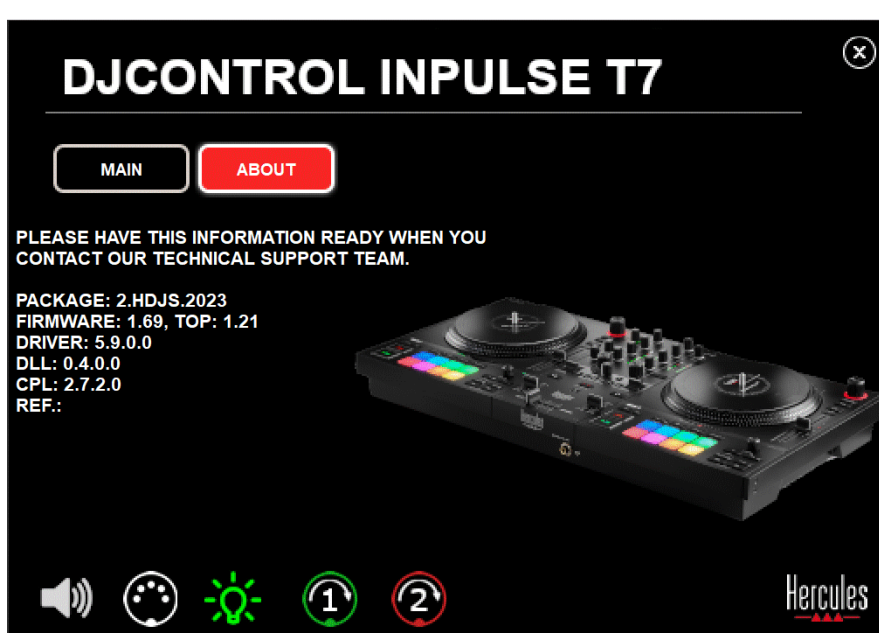 DJCONTROL INPULSE T7
MAIN
ABOUT
PLEASE HAVE THIS INFORMATION READY WHEN YOU
CONTACT OUR TECHNICAL SUPPORT TEAM.
PACKAGE: 2.HDJS.2023
FIRMWARE: 1.69, TOP: 1.21
DRIVER: 5.9.0.0
DLL: 0.4.0.0
CPL: 2.7.2.0
REF.:
1
2
Hercules